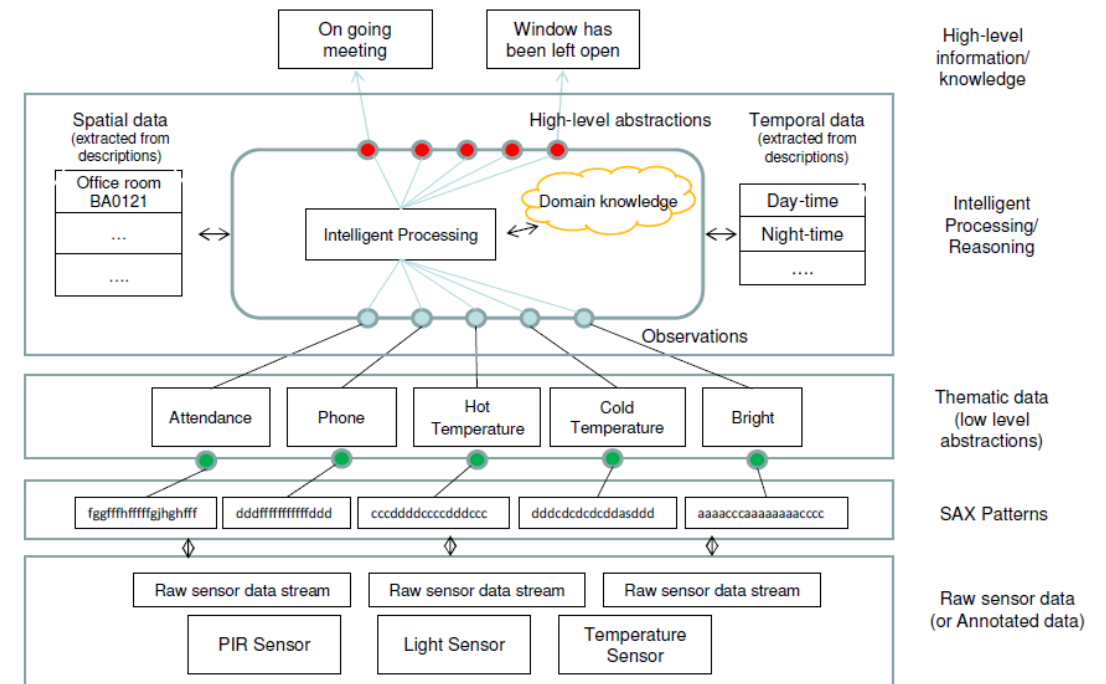 On going
meeting
Window has
been left open
High-level
information/
knowledge
Spatial data
(extracted from
descriptions)
High-level abstractions
Temporal data
(extracted from
descriptions)
Office room
BA0121
...
....
Intelligent Processing
Domain knowledge
Day-time
Night-time
....
Intelligent
Processing/
Reasoning
Observations
Attendance
Phone
Hot
Temperature
Cold
Temperature
Bright
Thematic data
(low level
abstractions)
fggfffhfffffgjhghfff
dddfffffffffffddd
cccddddccccdddccc
dddcdcdcdcddasddd
aaaacccaaaaaaaacccc
SAX Patterns
Raw sensor data stream
Raw sensor data stream
Raw sensor data stream
PIR Sensor
Light Sensor
Temperature
Sensor
Raw sensor data
(or Annotated data)